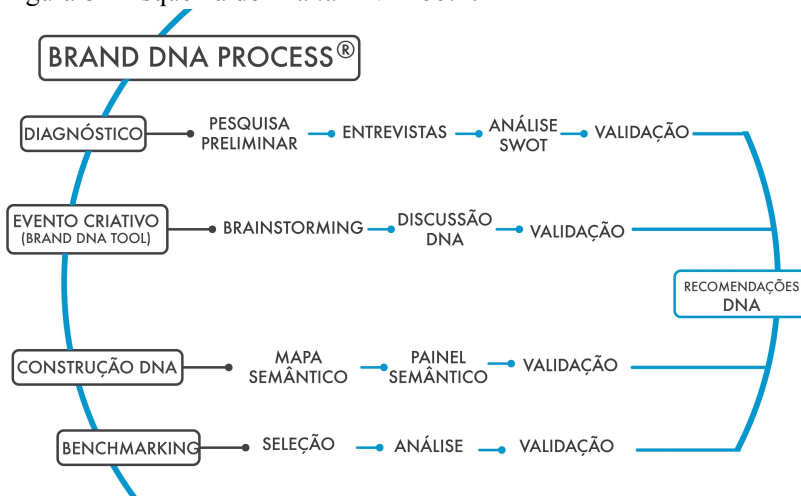 BRAND DNA PROCESS®
DIAGNÓSTICO
PESQUISA
PRELIMINAR
ENTREVISTAS
ANÁLISE
SWOT
VALIDAÇÃO
EVENTO CRIATIVO
(BRAND DNA TOOL)
BRAINSTORMING
DISCUSSÃO
DNA
VALIDAÇÃO
RECOMENDAÇÕES
DNA
CONSTRUÇÃO DNA
MAPA
SEMÂNTICO
PAINEL
SEMÂNTICO
VALIDAÇÃO
BENCHMARKING
SELEÇÃO
ANÁLISE
VALIDAÇÃO